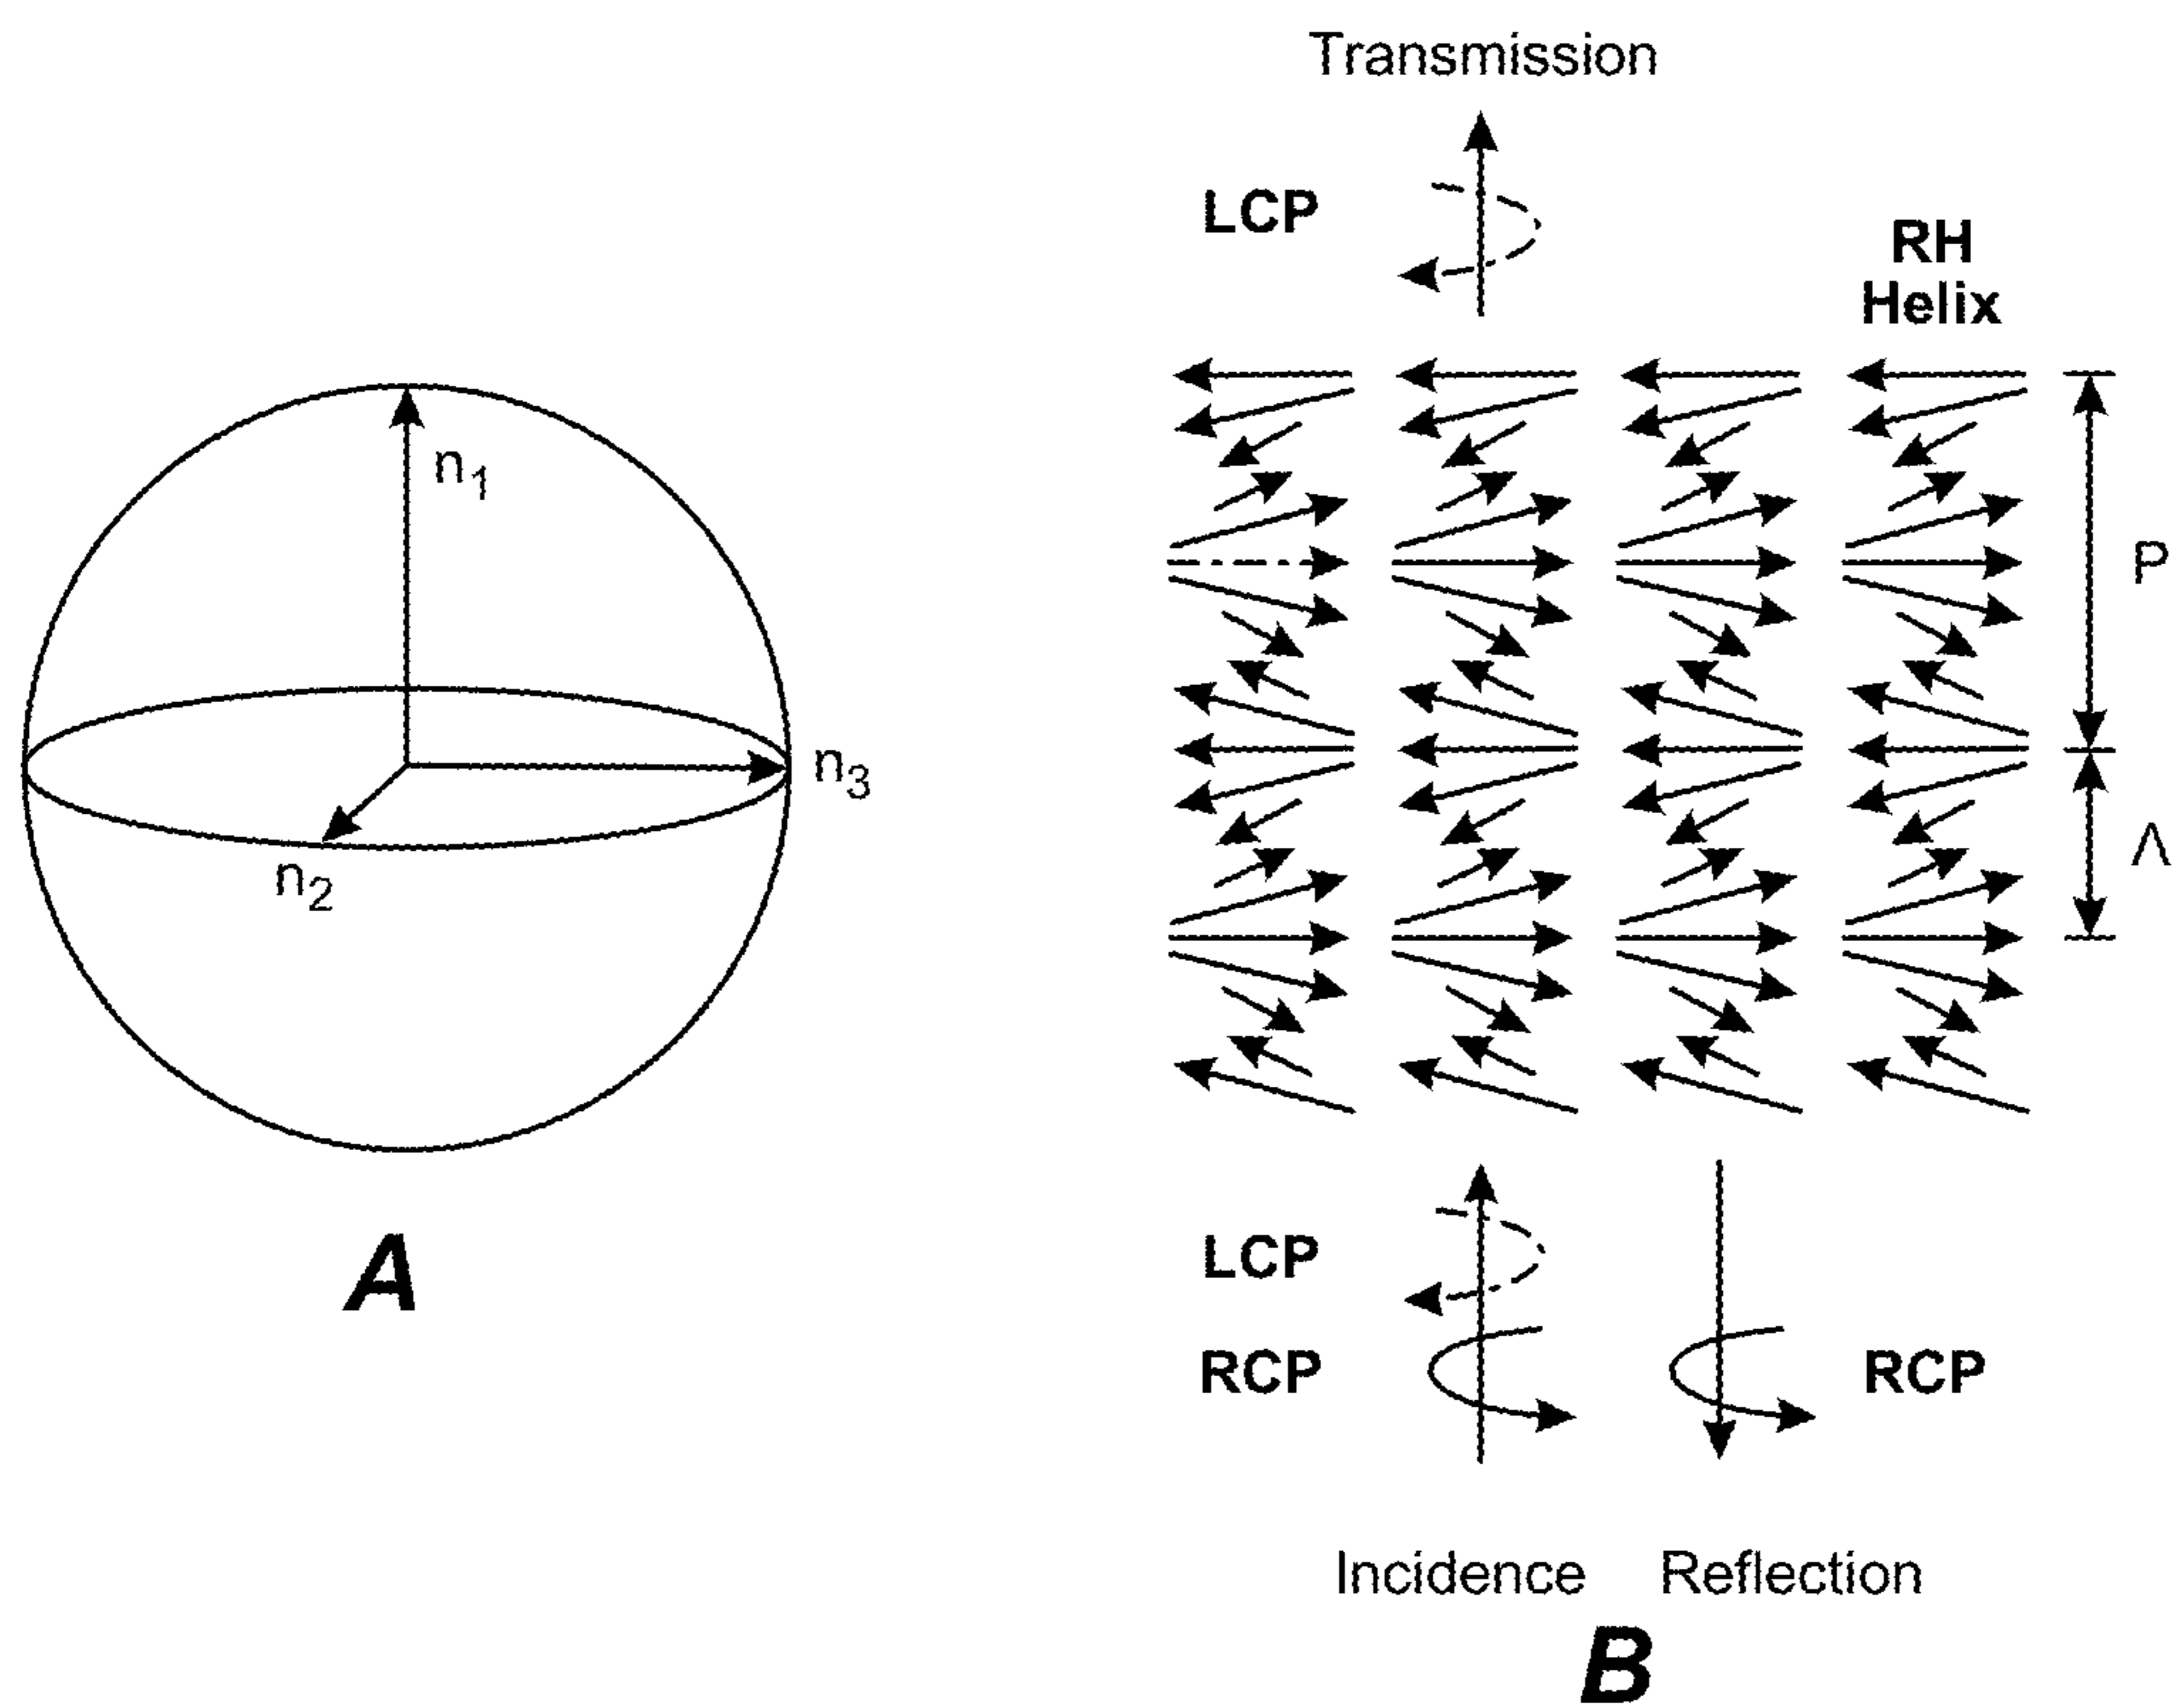 Transmission
LCP
RH
Helix
n1
n2
n3
P
Λ
LCP
RCP
RCP
Incidence
Reflection
A
B